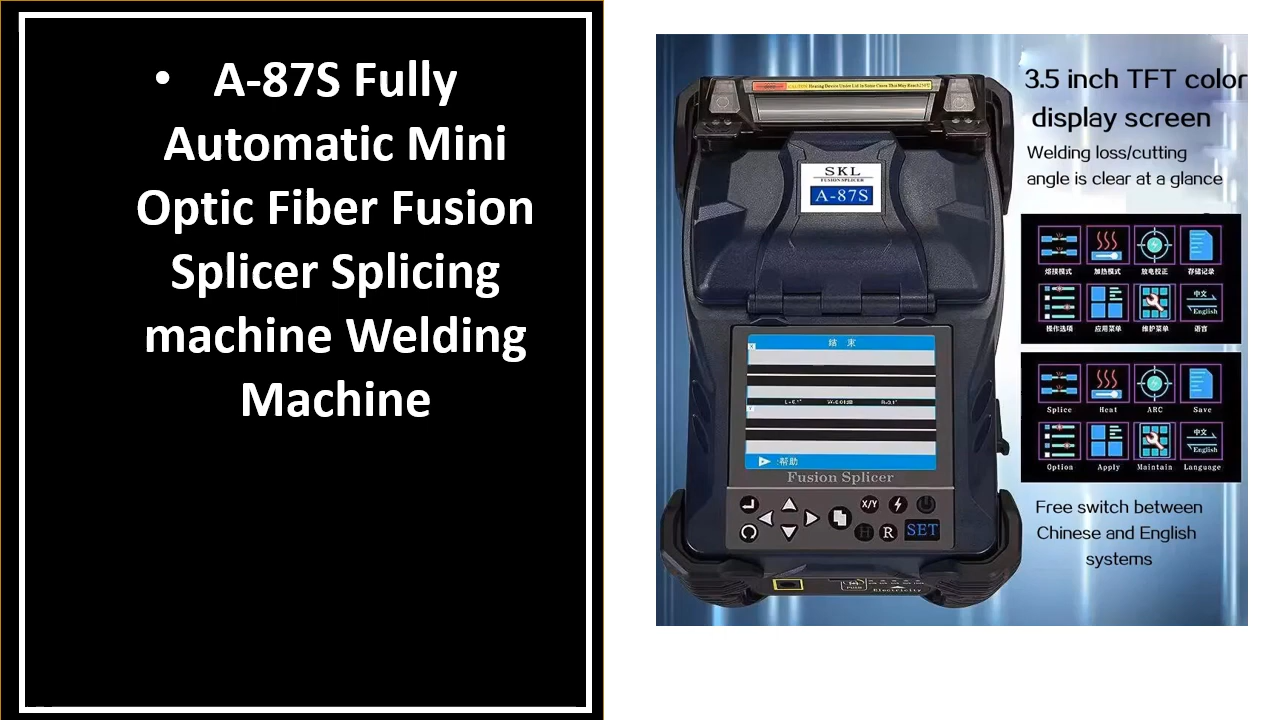 • A-87S Fully
Automatic Mini
Optic Fiber Fusion
Splicer Splicing
machine Welding
Machine
3.5 inch TFT color
display screen
Welding loss/cutting
angle is clear at a glance
SKL
FUSION SPLICER
A-87S
熔接模式 加热模式 放电校正 存储记录
中文
English
操作选项 应用菜单 维护菜单 语言
结 束
X
Y
:帮助
Fusion Splicer
X/Y
H R SET
Electricity
Splice Heat ARC Save
中文
English
Option Apply Maintain Language
Free switch between
Chinese and English
systems